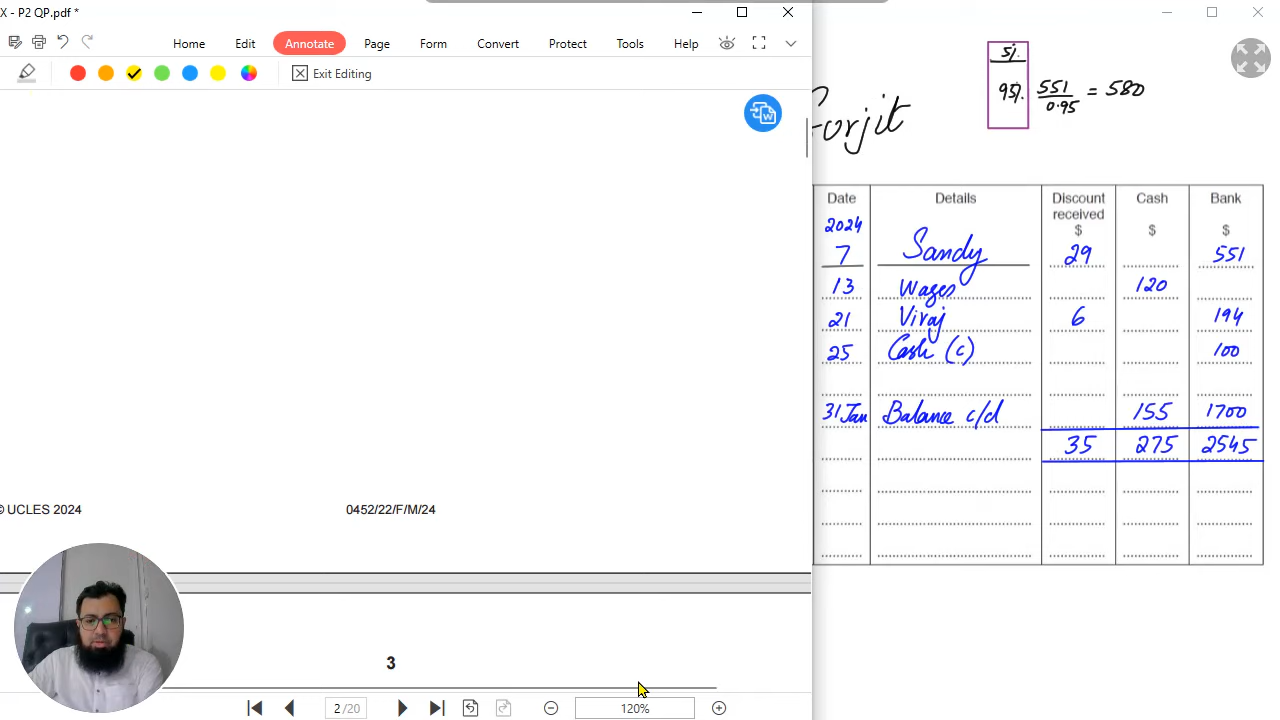 X - P2 QP.pdf *
Home Edit Annotate Page Form Convert Protect Tools Help
Exit Editing
W
© UCLES 2024 0452/22/F/M/24
3
2 /20 120%
5%
95% 551/0.95 = 580
Gorjit
Date Details Discount received Cash Bank
$ $ $
2024
7 Sandy 29 551
13 Wages 120
21 Viraj 6 194
25 Cash (c) 100
31 Jan Balance c/d 155 1700
35 275 2545